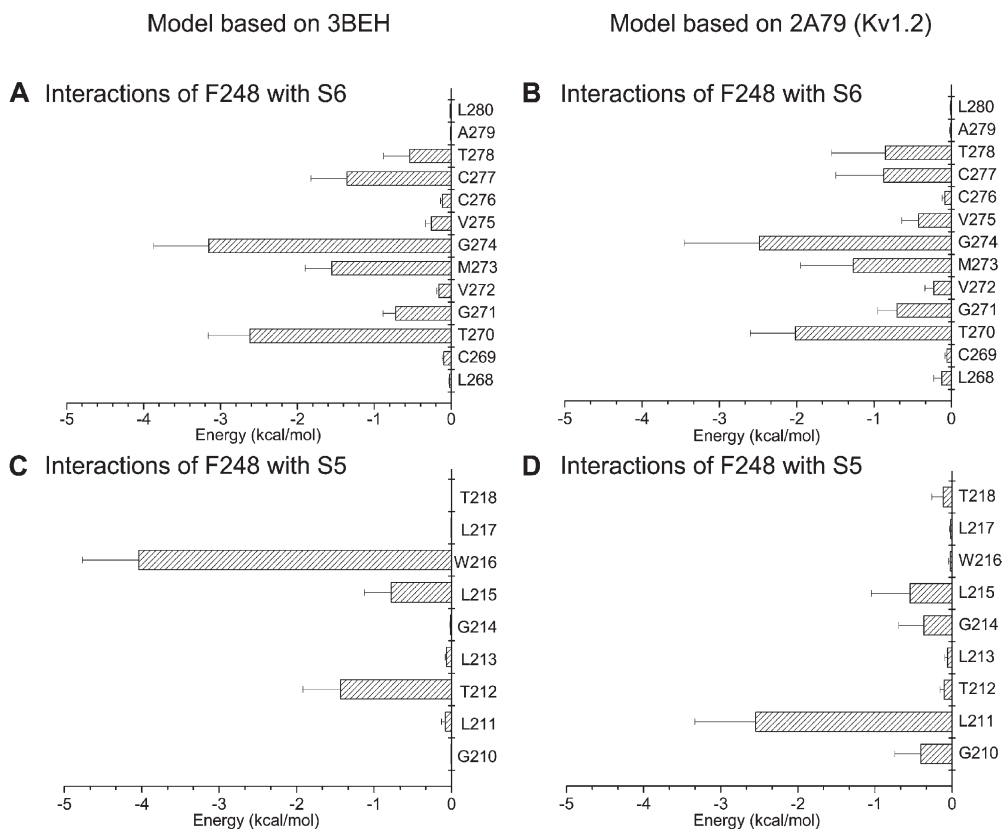 Model based on 3BEH
Model based on 2A79 (Kv1.2)
A Interactions of F248 with S6
L280
A279
T278
C277
C276
V275
G274
M273
V272
G271
T270
C269
L268
-5 -4 -3 -2 -1 0
Energy (kcal/mol)
B Interactions of F248 with S6
L280
A279
T278
C277
C276
V275
G274
M273
V272
G271
T270
C269
L268
-5 -4 -3 -2 -1 0
Energy (kcal/mol)
C Interactions of F248 with S5
T218
L217
W216
L215
G214
L213
T212
L211
G210
-5 -4 -3 -2 -1 0
Energy (kcal/mol)
D Interactions of F248 with S5
T218
L217
W216
L215
G214
L213
T212
L211
G210
-5 -4 -3 -2 -1 0
Energy (kcal/mol)